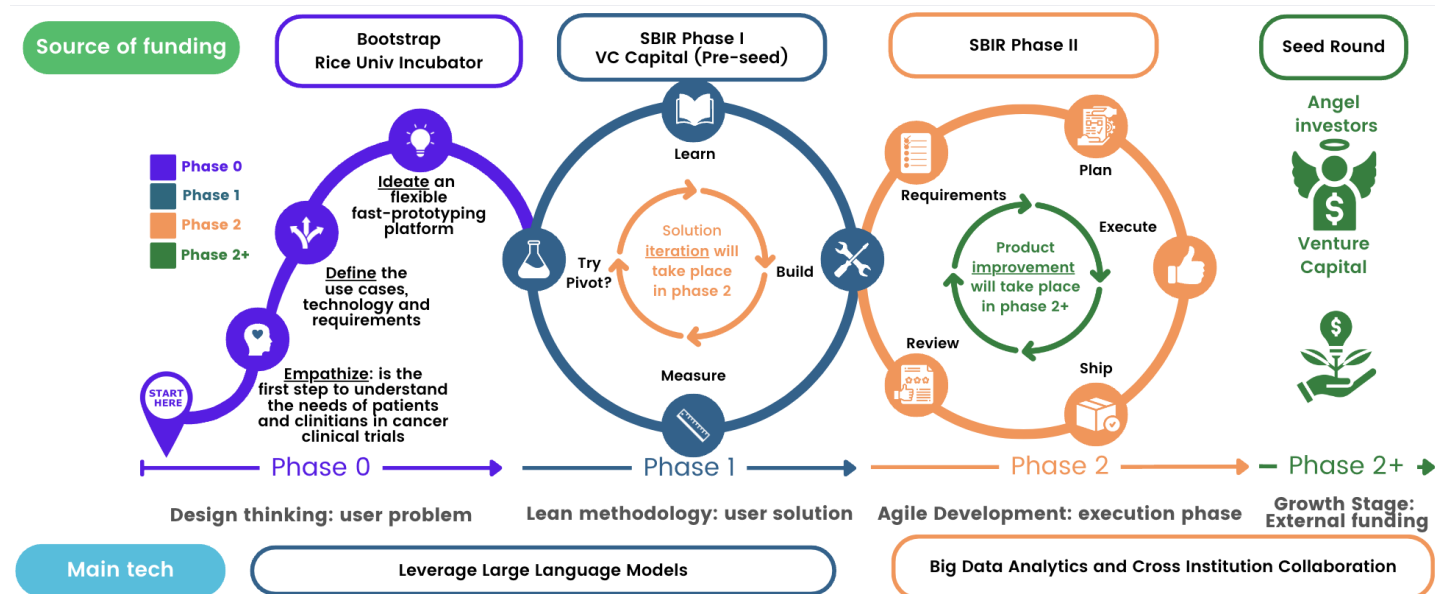 Source of funding
Bootstrap
Rice Univ Incubator
SBIR Phase I
VC Capital (Pre-seed)
SBIR Phase II
Seed Round
Phase 0
Phase 1
Phase 2
Phase 2+
START
HERE
Empathize: is the
first step to understand
the needs of patients
and clinitians in cancer
clinical trials
Define the
use cases,
technology and
requirements
Ideate an
flexible
fast-prototyping
platform
Learn
Try
Pivot?
Solution
iteration will
take place
in phase 2
Build
Measure
Requirements
Plan
Execute
Product
improvement
will take place
in phase 2+
Review
Ship
Angel
investors
$
Venture
Capital
$
Phase 0
Phase 1
Phase 2
Phase 2+
Design thinking: user problem
Lean methodology: user solution
Agile Development: execution phase
Growth Stage:
External funding
Main tech
Leverage Large Language Models
Big Data Analytics and Cross Institution Collaboration